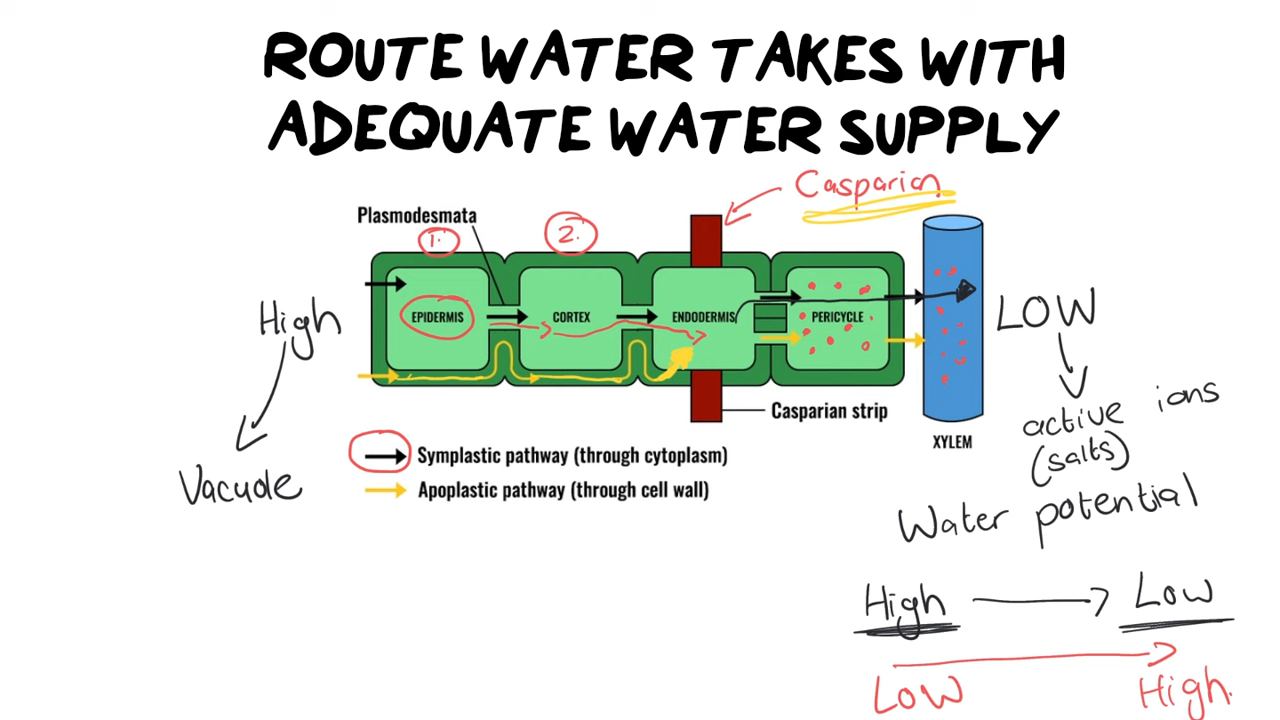 ROUTE WATER TAKES WITH
ADEQUATE WATER SUPPLY
Casparian
Plasmodesmata
1.
2.
High
EPIDERMIS
CORTEX
ENDODERMIS
PERICYCLE
LOW
Casparian strip
XYLEM
active ions
(salts)
Symplastic pathway (through cytoplasm)
Vacuole
Apoplastic pathway (through cell wall)
Water potential
High
Low
Low
High.